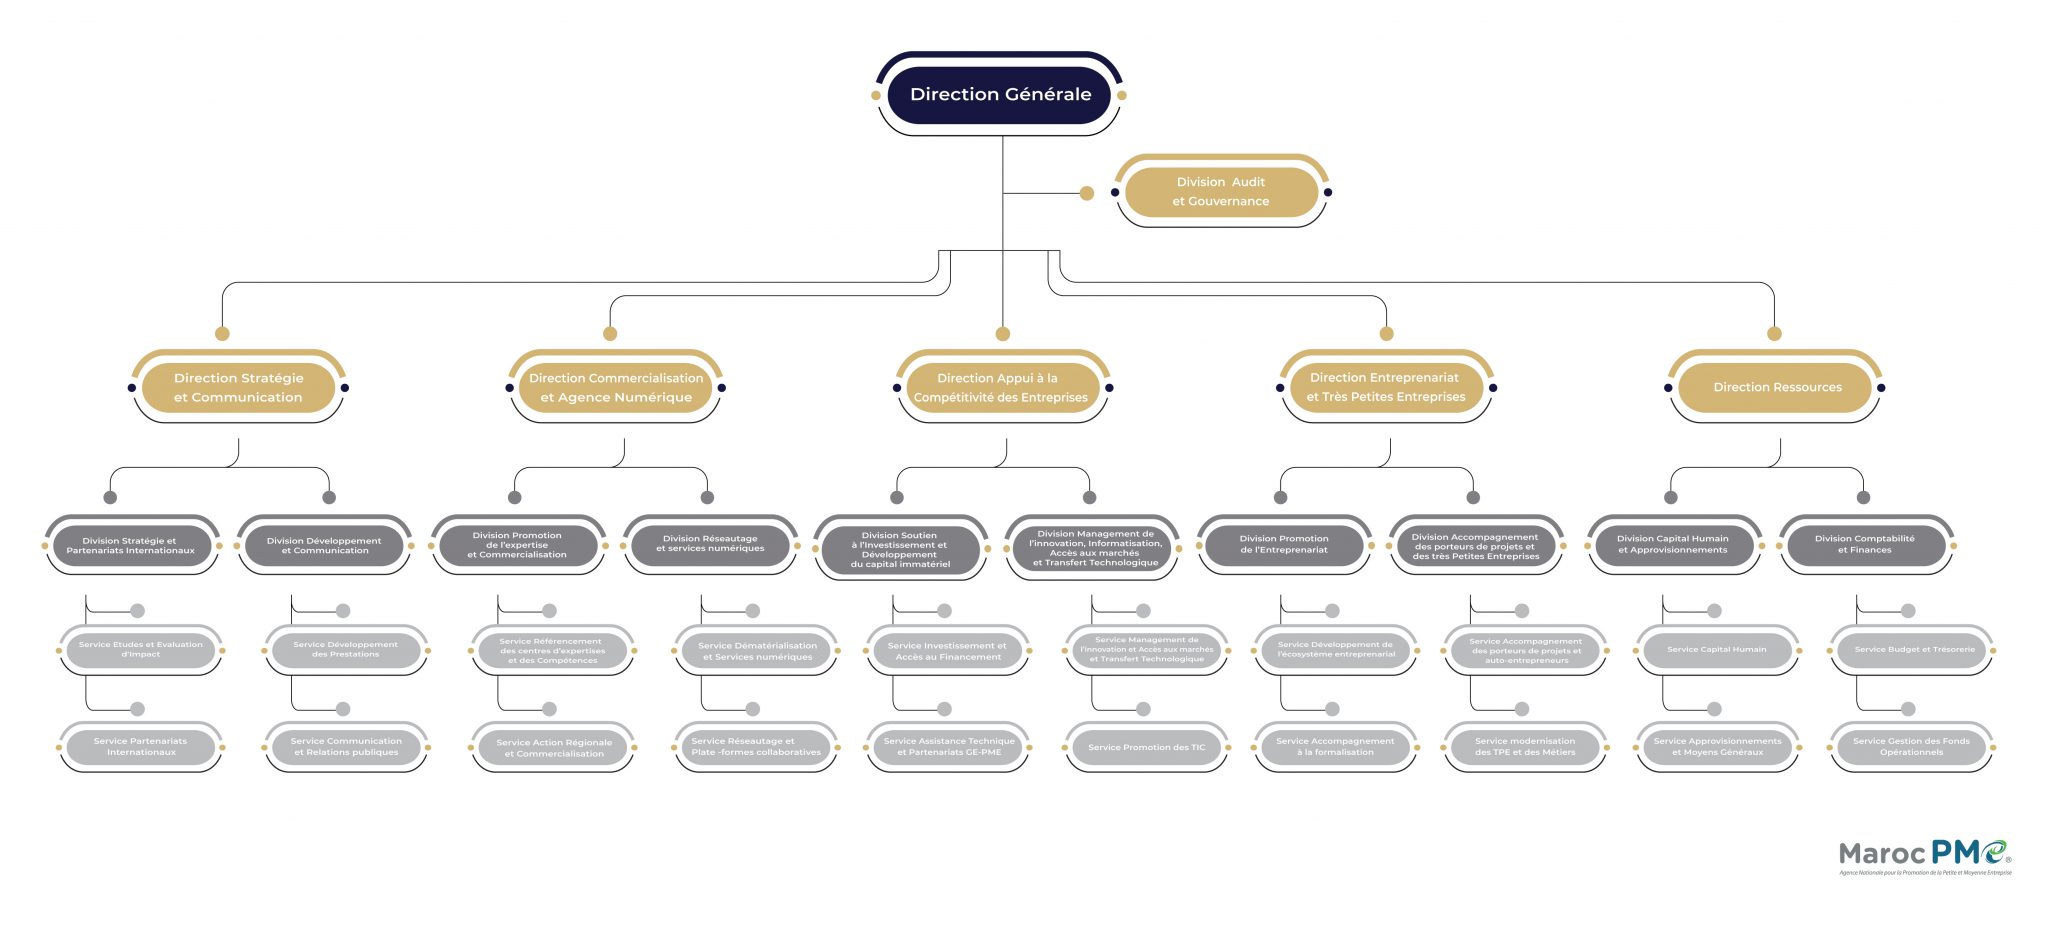 Direction Générale
Division Audit
et Gouvernance
Direction Stratégie
et Communication
Direction Commercialisation
et Agence Numérique
Direction Appui à la
Compétitivité des Entreprises
Direction Entreprenariat
et Très Petites Entreprises
Direction Ressources
Division Stratégie et
Partenariats Internationaux
Division Développement
et Communication
Division Promotion
de l'expertise
et Commercialisation
Division Réseautage
et services numériques
Division Soutien
à l'Investissement et
Développement
du capital immatériel
Division Management de
l'innovation, Informatisation,
Accès aux marchés
et Transfert Technologique
Division Promotion
de l'Entreprenariat
Division Accompagnement
des porteurs de projets et
des très Petites Entreprises
Division Capital Humain
et Approvisionnements
Division Comptabilité
et Finances
Service Etudes et Evaluation
d'Impact
Service Développement
des Prestations
Service Référencement
des centres d'expertises
et des Compétences
Service Dématérialisation
et Services numériques
Service Investissement et
Accès au Financement
Service Management de
l'innovation et Accès aux marchés
et Transfert Technologique
Service Développement de
l'écosystème entreprenarial
Service Accompagnement
des porteurs de projets et
auto-entrepreneurs
Service Capital Humain
Service Budget et Trésorerie
Service Partenariats
Internationaux
Service Communication
et Relations publiques
Service Action Régionale
et Commercialisation
Service Réseautage et
Plate -formes collaboratives
Service Assistance Technique
et Partenariats GE-PME
Service Promotion des TIC
Service Accompagnement
à la formalisation
Service modernisation
des TPE et des Métiers
Service Approvisionnements
et Moyens Généraux
Service Gestion des Fonds
Opérationnels
Maroc PMe®
Agence Nationale pour la Promotion de la Petite et Moyenne Entreprise